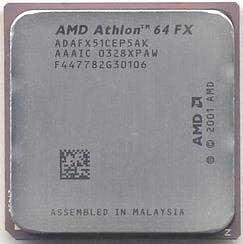 AMD Athlon™ 64 FX
ADAFX51CEP5AK
AAAIC 0328XPAW
F447782G30106
AMD
© 2001 AMD
ASSEMBLED IN MALAYSIA
Z